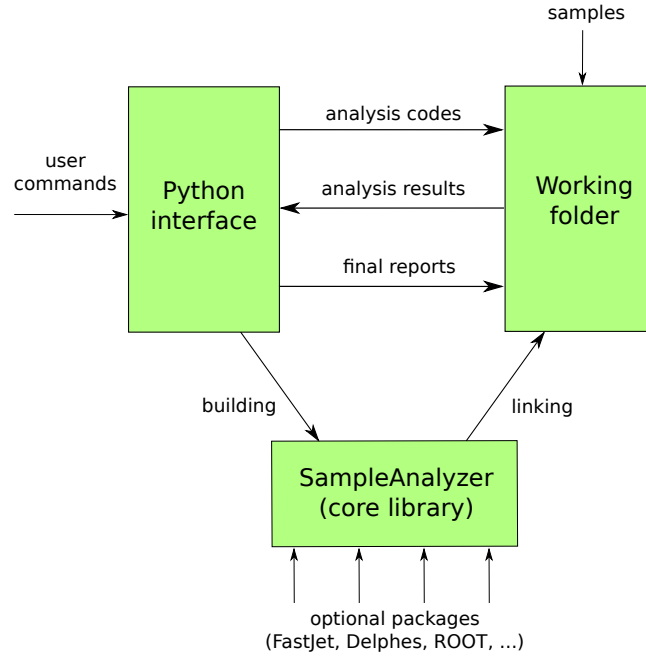 samples
analysis codes
user
commands
Python
interface
analysis results
Working
folder
final reports
building
linking
SampleAnalyzer
(core library)
optional packages
(FastJet, Delphes, ROOT, ...)